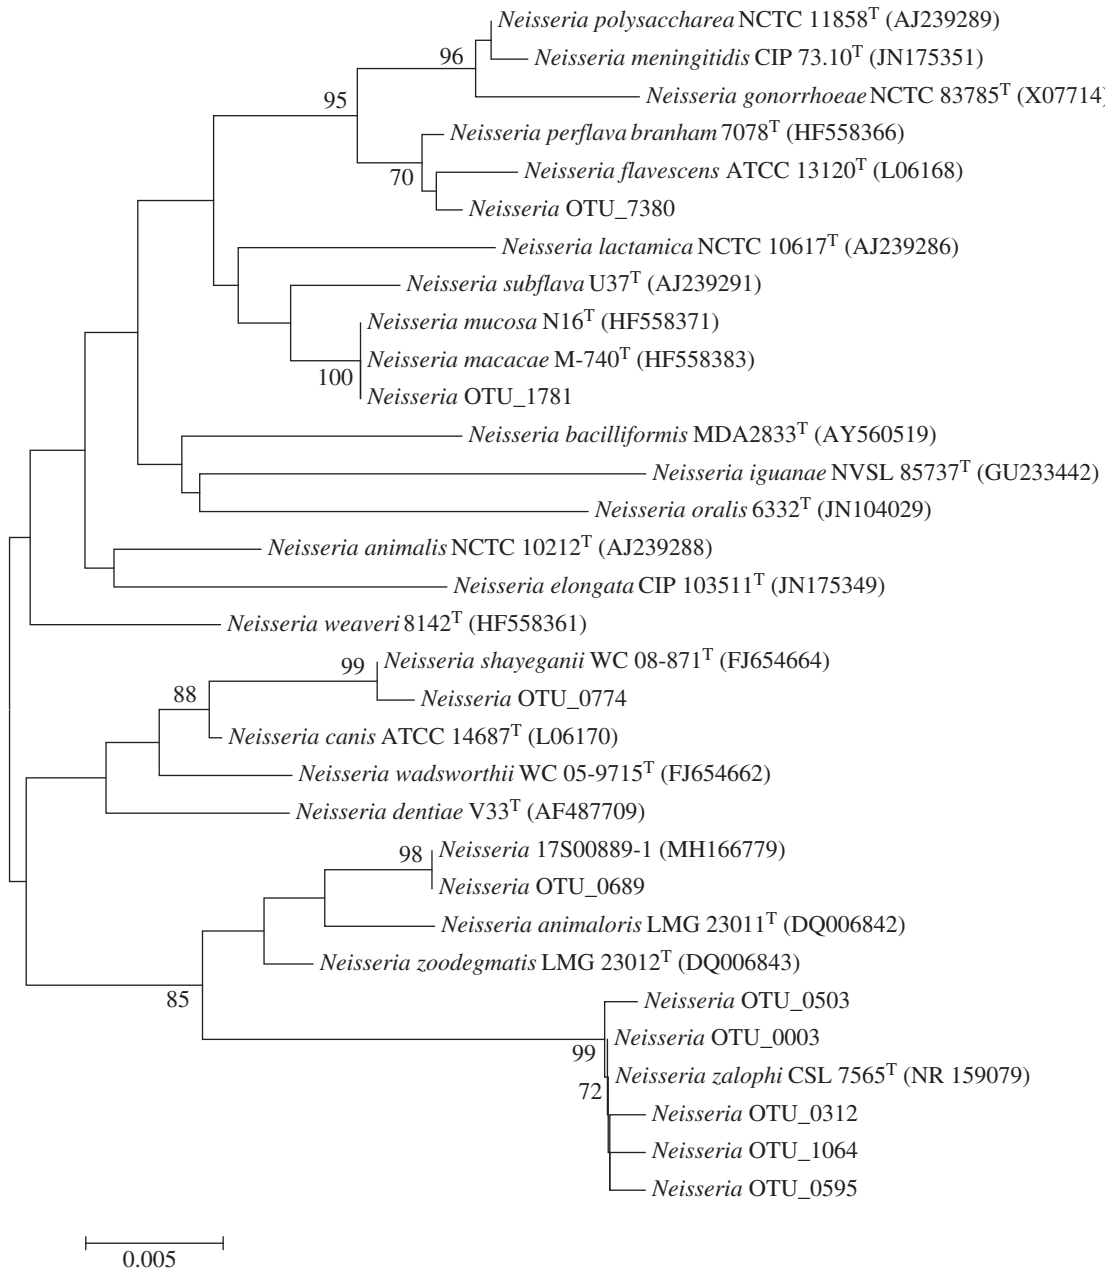 Neisseria polysaccharea NCTC 11858ᵀ (AJ239289)
96
Neisseria meningitidis CIP 73.10ᵀ (JN175351)
95
Neisseria gonorrhoeae NCTC 83785ᵀ (X07714)
Neisseria perflava branham 7078ᵀ (HF558366)
70
Neisseria flavescens ATCC 13120ᵀ (L06168)
Neisseria OTU_7380
Neisseria lactamica NCTC 10617ᵀ (AJ239286)
Neisseria subflava U37ᵀ (AJ239291)
Neisseria mucosa N16ᵀ (HF558371)
Neisseria macacae M-740ᵀ (HF558383)
100
Neisseria OTU_1781
Neisseria bacilliformis MDA2833ᵀ (AY560519)
Neisseria iguanae NVSL 85737ᵀ (GU233442)
Neisseria oralis 6332ᵀ (JN104029)
Neisseria animalis NCTC 10212ᵀ (AJ239288)
Neisseria elongata CIP 103511ᵀ (JN175349)
Neisseria weaveri 8142ᵀ (HF558361)
99
Neisseria shayeganii WC 08-871ᵀ (FJ654664)
88
Neisseria OTU_0774
Neisseria canis ATCC 14687ᵀ (L06170)
Neisseria wadsworthii WC 05-9715ᵀ (FJ654662)
Neisseria dentiae V33ᵀ (AF487709)
98
Neisseria 17S00889-1 (MH166779)
Neisseria OTU_0689
Neisseria animaloris LMG 23011ᵀ (DQ006842)
Neisseria zoodegmatis LMG 23012ᵀ (DQ006843)
85
Neisseria OTU_0503
Neisseria OTU_0003
99
Neisseria zalophi CSL 7565ᵀ (NR 159079)
72
Neisseria OTU_0312
Neisseria OTU_1064
Neisseria OTU_0595
0.005